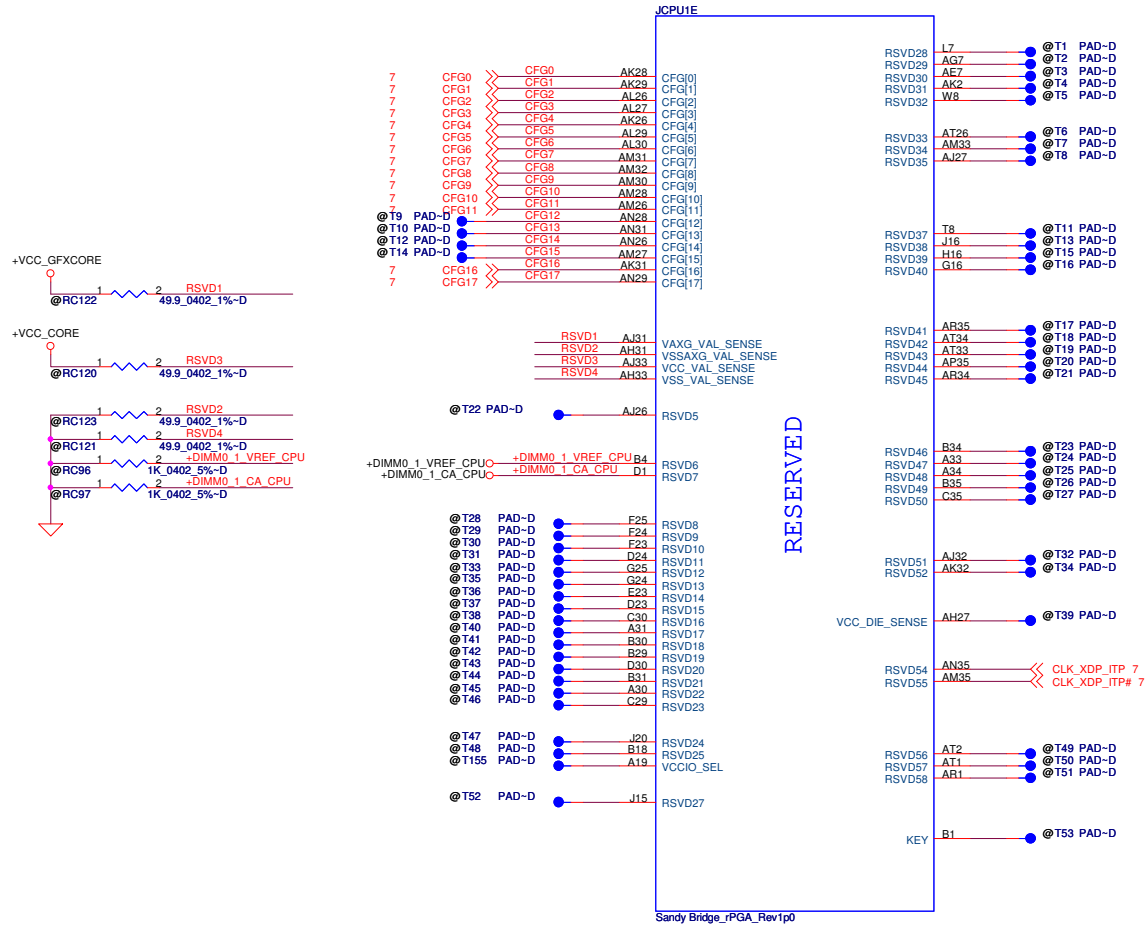 JCPU1E
7 CFG0 CFG0 AK28 CFG[0]
7 CFG1 CFG1 AK29 CFG[1]
7 CFG2 CFG2 AL26 CFG[2]
7 CFG3 CFG3 AL27 CFG[3]
7 CFG4 CFG4 AK26 CFG[4]
7 CFG5 CFG5 AL29 CFG[5]
7 CFG6 CFG6 AL30 CFG[6]
7 CFG7 CFG7 AM31 CFG[7]
7 CFG8 CFG8 AM32 CFG[8]
7 CFG9 CFG9 AM30 CFG[9]
7 CFG10 CFG10 AM28 CFG[10]
7 CFG11 CFG11 AM26 CFG[11]
@T9 PAD~D CFG12 AN28 CFG[12]
@T10 PAD~D CFG13 AN31 CFG[13]
@T12 PAD~D CFG14 AN26 CFG[14]
@T14 PAD~D CFG15 AM27 CFG[15]
7 CFG16 CFG16 AK31 CFG[16]
7 CFG17 CFG17 AN29 CFG[17]
RSVD1 AJ31 VAXG_VAL_SENSE
RSVD2 AH31 VSSAXG_VAL_SENSE
RSVD3 AJ33 VCC_VAL_SENSE
RSVD4 AH33 VSS_VAL_SENSE
@T22 PAD~D AJ26 RSVD5
+DIMM0_1_VREF_CPU +DIMM0_1_VREF_CPU B4 RSVD6
+DIMM0_1_CA_CPU +DIMM0_1_CA_CPU D1 RSVD7
@T28 PAD~D F25 RSVD8
@T29 PAD~D F24 RSVD9
@T30 PAD~D F23 RSVD10
@T31 PAD~D D24 RSVD11
@T33 PAD~D G25 RSVD12
@T35 PAD~D G24 RSVD13
@T36 PAD~D E23 RSVD14
@T37 PAD~D D23 RSVD15
@T38 PAD~D C30 RSVD16
@T40 PAD~D A31 RSVD17
@T41 PAD~D B30 RSVD18
@T42 PAD~D B29 RSVD19
@T43 PAD~D D30 RSVD20
@T44 PAD~D B31 RSVD21
@T45 PAD~D A30 RSVD22
@T46 PAD~D C29 RSVD23
@T47 PAD~D J20 RSVD24
@T48 PAD~D B18 RSVD25
@T155 PAD~D A19 VCCIO_SEL
@T52 PAD~D J15 RSVD27
RESERVED
RSVD28 L7 @T1 PAD~D
RSVD29 AG7 @T2 PAD~D
RSVD30 AE7 @T3 PAD~D
RSVD31 AK2 @T4 PAD~D
RSVD32 W8 @T5 PAD~D
RSVD33 AT26 @T6 PAD~D
RSVD34 AM33 @T7 PAD~D
RSVD35 AJ27 @T8 PAD~D
RSVD37 T8 @T11 PAD~D
RSVD38 J16 @T13 PAD~D
RSVD39 H16 @T15 PAD~D
RSVD40 G16 @T16 PAD~D
RSVD41 AR35 @T17 PAD~D
RSVD42 AT34 @T18 PAD~D
RSVD43 AT33 @T19 PAD~D
RSVD44 AP35 @T20 PAD~D
RSVD45 AR34 @T21 PAD~D
RSVD46 B34 @T23 PAD~D
RSVD47 A33 @T24 PAD~D
RSVD48 A34 @T25 PAD~D
RSVD49 B35 @T26 PAD~D
RSVD50 C35 @T27 PAD~D
RSVD51 AJ32 @T32 PAD~D
RSVD52 AK32 @T34 PAD~D
VCC_DIE_SENSE AH27 @T39 PAD~D
RSVD54 AN35 CLK_XDP_ITP 7
RSVD55 AM35 CLK_XDP_ITP# 7
RSVD56 AT2 @T49 PAD~D
RSVD57 AT1 @T50 PAD~D
RSVD58 AR1 @T51 PAD~D
KEY B1 @T53 PAD~D
Sandy Bridge_rPGA_Rev1p0
+VCC_GFXCORE
1 2 RSVD1
@RC122 49.9_0402_1%~D
+VCC_CORE
1 2 RSVD3
@RC120 49.9_0402_1%~D
1 2 RSVD2
@RC123 49.9_0402_1%~D
1 2 RSVD4
@RC121 49.9_0402_1%~D
1 2 +DIMM0_1_VREF_CPU
@RC96 1K_0402_5%~D
1 2 +DIMM0_1_CA_CPU
@RC97 1K_0402_5%~D